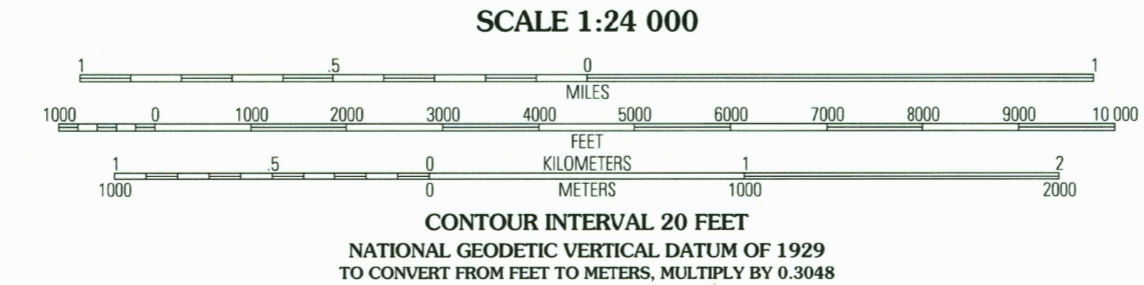 SCALE 1:24 000
1 .5 0 1
MILES
1000 0 1000 2000 3000 4000 5000 6000 7000 8000 9000 10 000
FEET
1 .5 0 KILOMETERS 1 2
1000 0 METERS 1000 2000
CONTOUR INTERVAL 20 FEET
NATIONAL GEODETIC VERTICAL DATUM OF 1929
TO CONVERT FROM FEET TO METERS, MULTIPLY BY 0.3048